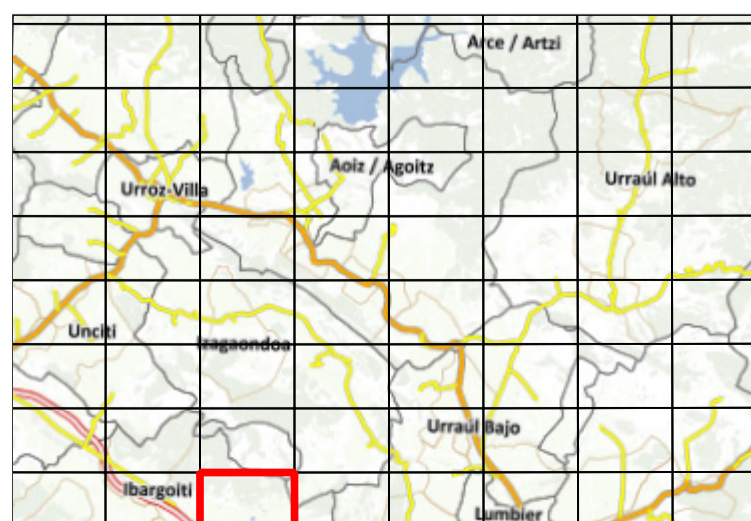 Arce / Artzi
Aoiz / Agoitz
Urraúl Alto
Urroz-Villa
Unciti
Izagaondoa
Urraúl Bajo
Ibargoiti
Lumbier